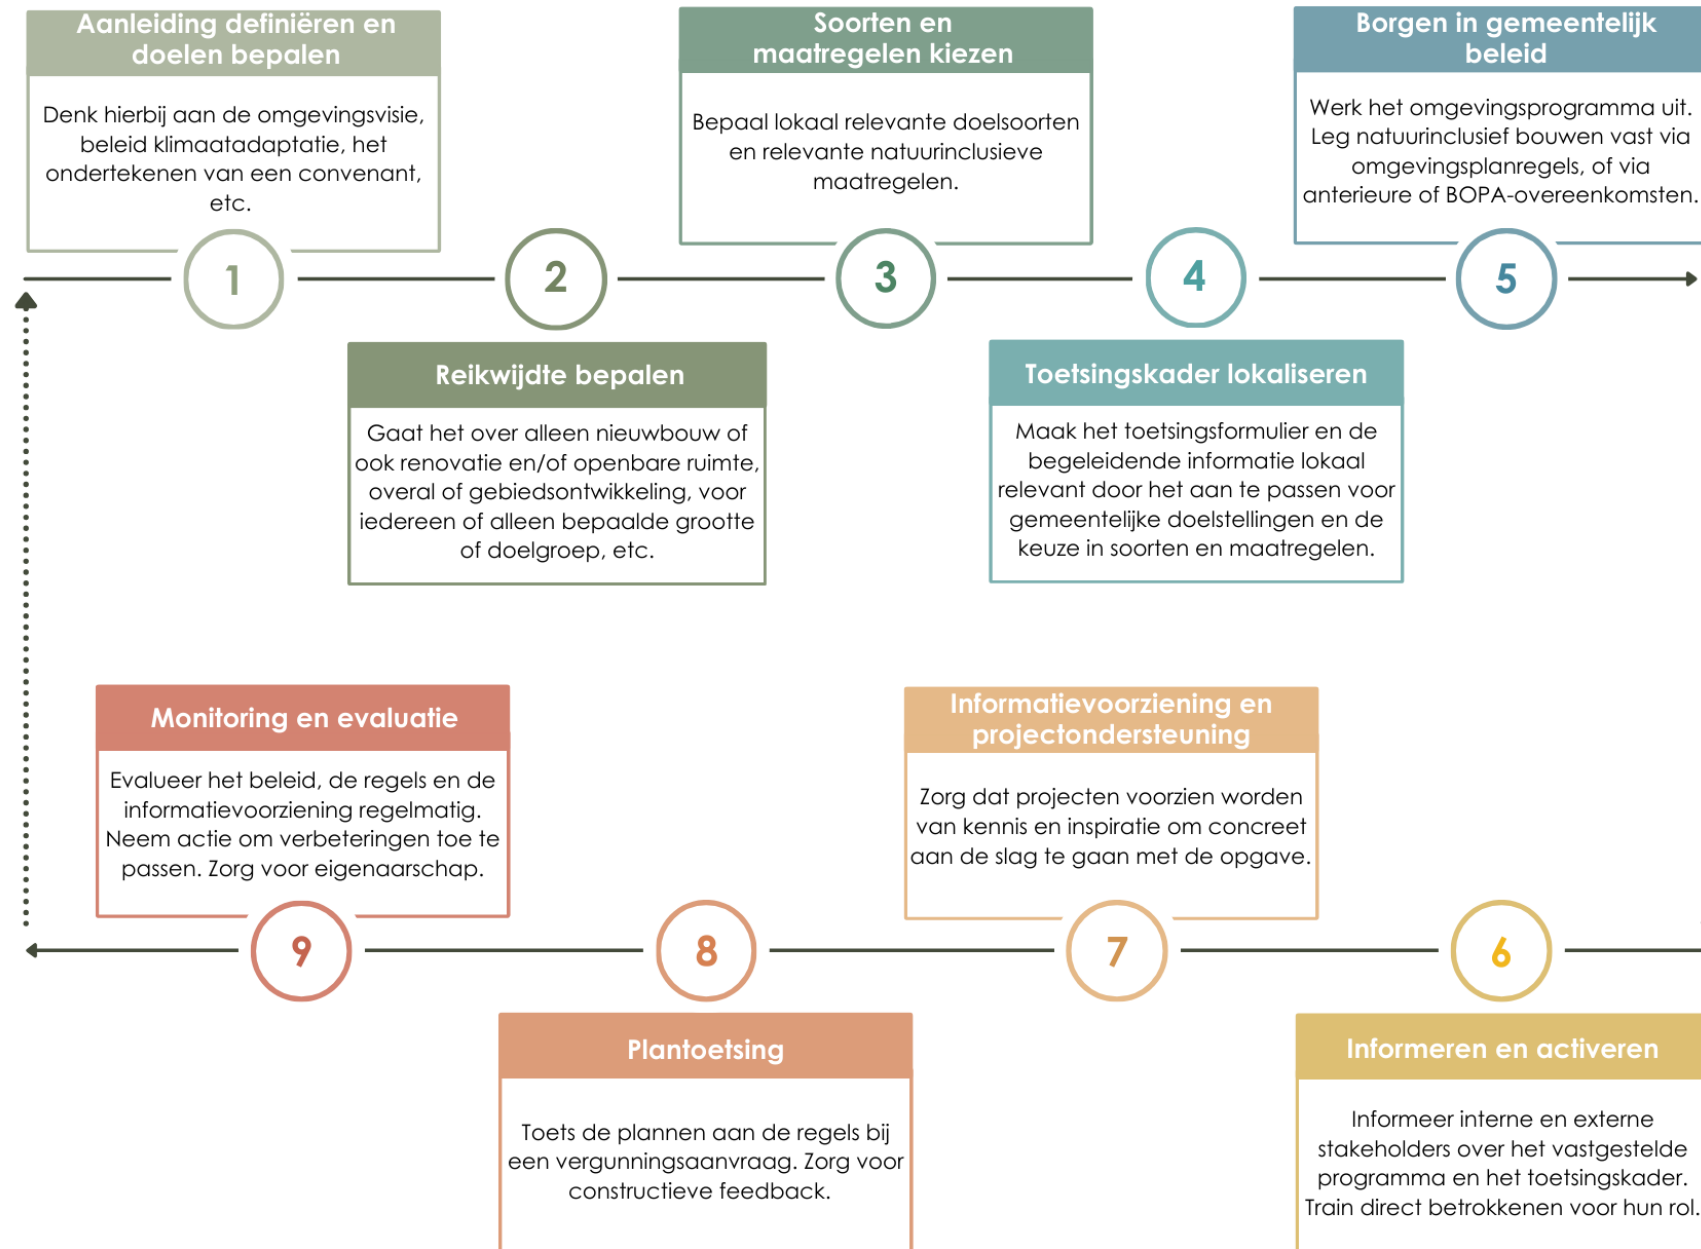 Aanleiding definiëren en
doelen bepalen
Denk hierbij aan de omgevingsvisie,
beleid klimaatadaptatie, het
ondertekenen van een convenant,
etc.
1
Reikwijdte bepalen
Gaat het over alleen nieuwbouw of
ook renovatie en/of openbare ruimte,
overal of gebiedsontwikkeling, voor
iedereen of alleen bepaalde grootte
of doelgroep, etc.
2
Soorten en
maatregelen kiezen
Bepaal lokaal relevante doelsoorten
en relevante natuurinclusieve
maatregelen.
3
Toetsingskader lokaliseren
Maak het toetsingsformulier en de
begeleidende informatie lokaal
relevant door het aan te passen voor
gemeentelijke doelstellingen en de
keuze in soorten en maatregelen.
4
Borgen in gemeentelijk
beleid
Werk het omgevingsprogramma uit.
Leg natuurinclusief bouwen vast via
omgevingsplanregels, of via
anterieure of BOPA-overeenkomsten.
5
Informeren en activeren
Informeer interne en externe
stakeholders over het vastgestelde
programma en het toetsingskader.
Train direct betrokkenen voor hun rol.
6
Informatievoorziening en
projectondersteuning
Zorg dat projecten voorzien worden
van kennis en inspiratie om concreet
aan de slag te gaan met de opgave.
7
Plantoetsing
Toets de plannen aan de regels bij
een vergunningsaanvraag. Zorg voor
constructieve feedback.
8
Monitoring en evaluatie
Evalueer het beleid, de regels en de
informatievoorziening regelmatig.
Neem actie om verbeteringen toe te
passen. Zorg voor eigenaarschap.
9